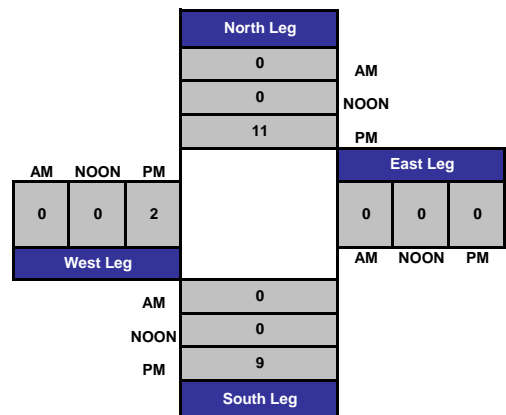 North Leg
0
AM
0
NOON
11
PM
AM NOON PM
East Leg
0 0 2
0 0 0
West Leg
AM NOON PM
AM
0
NOON
0
PM
9
South Leg